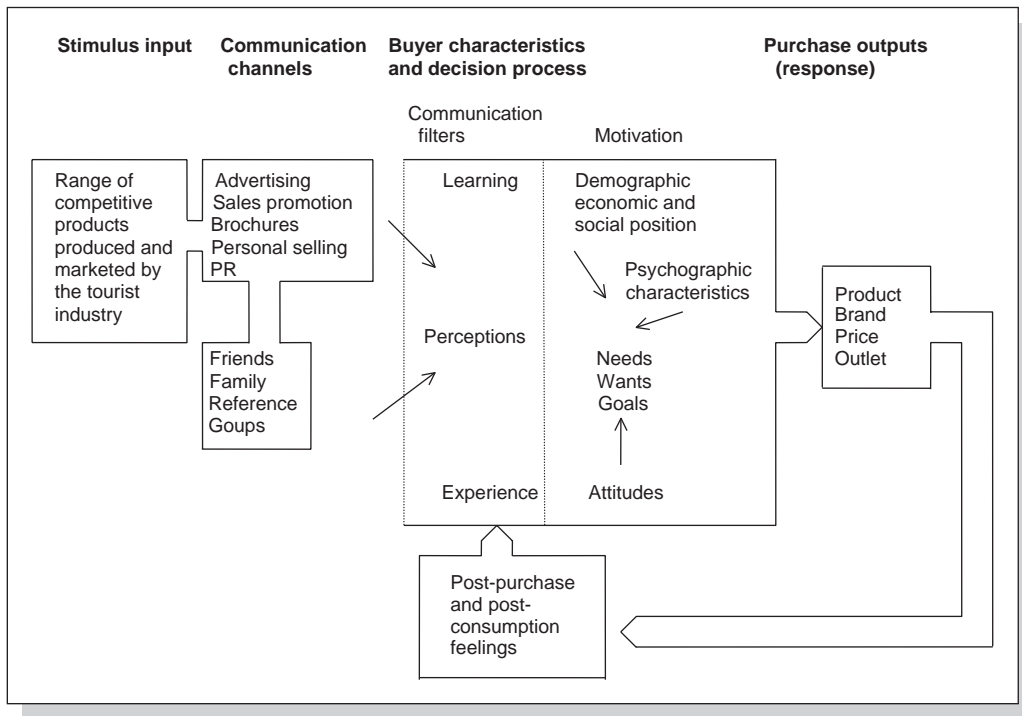 Stimulus input
Communication
channels
Buyer characteristics
and decision process
Purchase outputs
(response)
Communication
filters
Motivation
Range of
competitive
products
produced and
marketed by
the tourist
industry
Advertising
Sales promotion
Brochures
Personal selling
PR
Friends
Family
Reference
Goups
Learning
Perceptions
Experience
Demographic
economic and
social position
Psychographic
characteristics
Needs
Wants
Goals
Attitudes
Product
Brand
Price
Outlet
Post-purchase
and post-
consumption
feelings